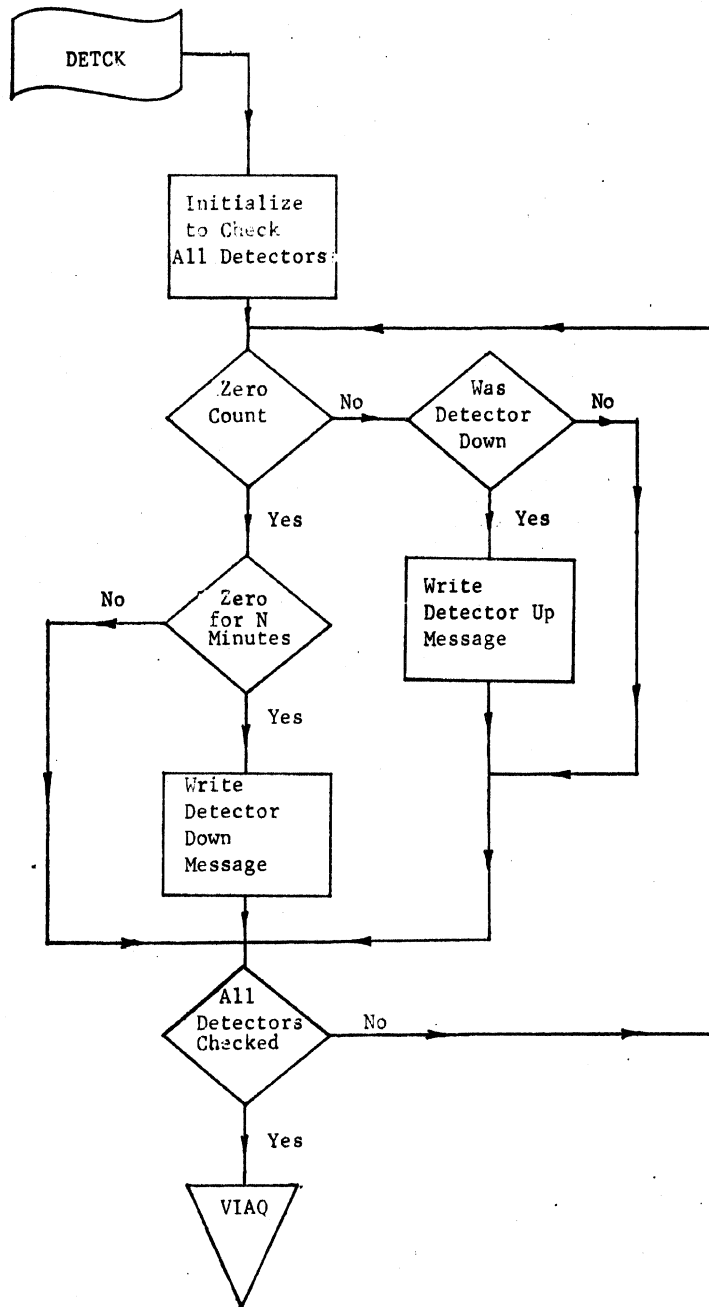 DETCK
Initialize
to Check
All Detectors
Zero
Count
No
Was
Detector
Down
No
Yes
Yes
Write
Detector Up
Message
No
Zero
for N
Minutes
Yes
Write
Detector
Down
Message
All
Detectors
Checked
No
Yes
VIAQ